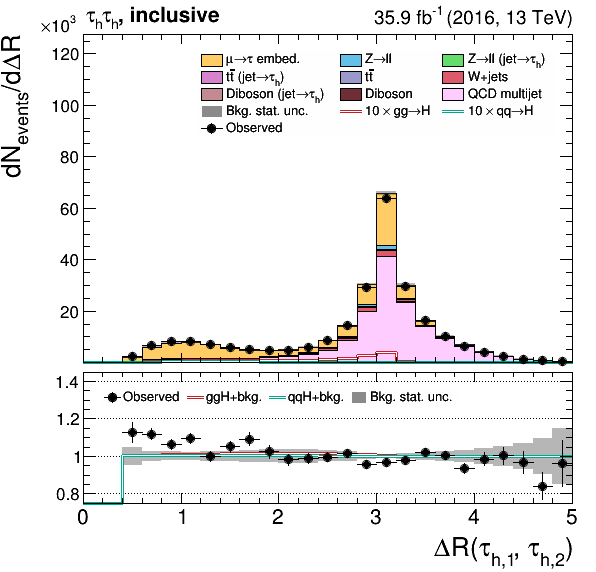 ×10³ τₕτₕ, inclusive 35.9 fb⁻¹ (2016, 13 TeV)
dN_events/dΔR
120
100
80
60
40
20
μ→τ embed. Z→ll Z→ll (jet→τₕ)
tt̄ (jet→τₕ) tt̄ W+jets
Diboson (jet→τₕ) Diboson QCD multijet
Bkg. stat. unc. 10 × gg→H 10 × qq→H
Observed
1.4
1.2
1
0.8
Observed ggH+bkg. qqH+bkg. Bkg. stat. unc.
0 1 2 3 4 5
ΔR(τ_h,1, τ_h,2)